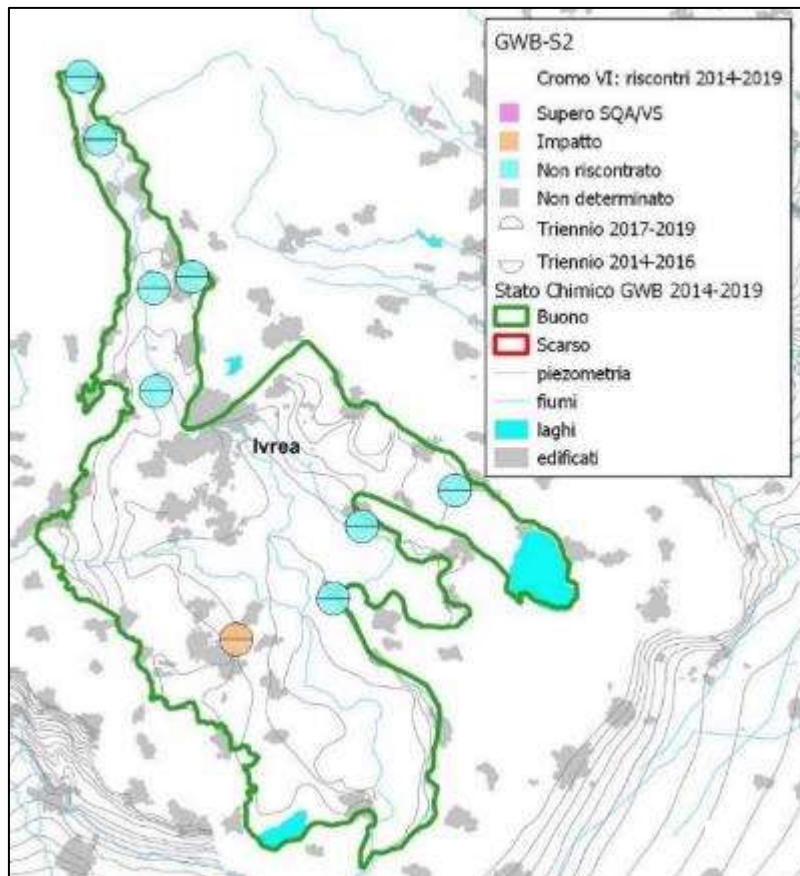 GWB-S2
Cromo VI: riscontri 2014-2019
Supero SQA/VS
Impatto
Non riscontrato
Non determinato
Triennio 2017-2019
Triennio 2014-2016
Stato Chimico GWB 2014-2019
Buono
Scarso
piezometria
fiumi
laghi
edificati
Ivrea